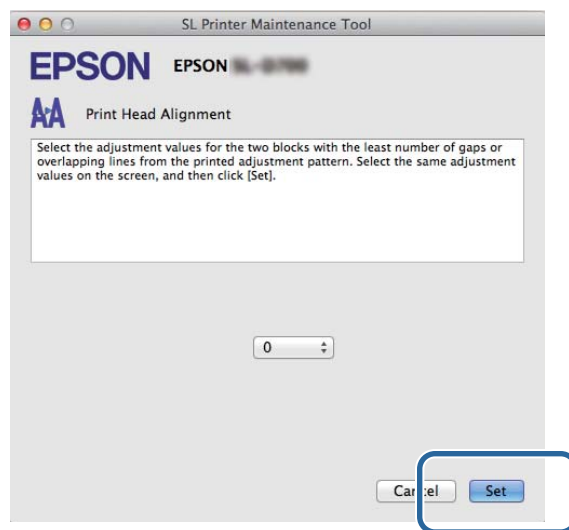 SL Printer Maintenance Tool
EPSON EPSON
Print Head Alignment
Select the adjustment values for the two blocks with the least number of gaps or
overlapping lines from the printed adjustment pattern. Select the same adjustment
values on the screen, and then click [Set].
0
Cancel Set